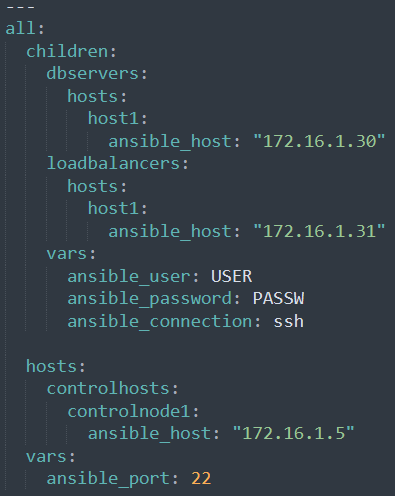 ---
all:
  children:
    dbservers:
      hosts:
        host1:
          ansible_host: "172.16.1.30"
    loadbalancers:
      hosts:
        host1:
          ansible_host: "172.16.1.31"
    vars:
      ansible_user: USER
      ansible_password: PASSW
      ansible_connection: ssh

  hosts:
    controlhosts:
      controlnode1:
        ansible_host: "172.16.1.5"
  vars:
    ansible_port: 22